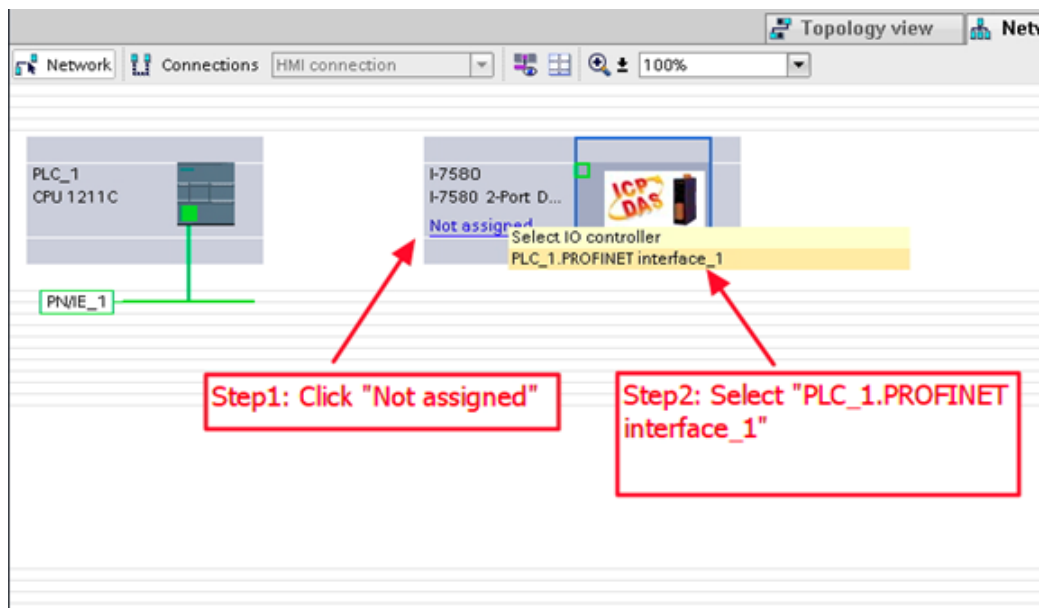 Topology view
Netw
Network
Connections
HMI connection
100%
PLC_1
CPU 1211C
I-7580
I-7580 2-Port D...
Not assigned
ICP
DAS
Select IO controller
PLC_1.PROFINET interface_1
PN/IE_1
Step1: Click "Not assigned"
Step2: Select "PLC_1.PROFINET
interface_1"